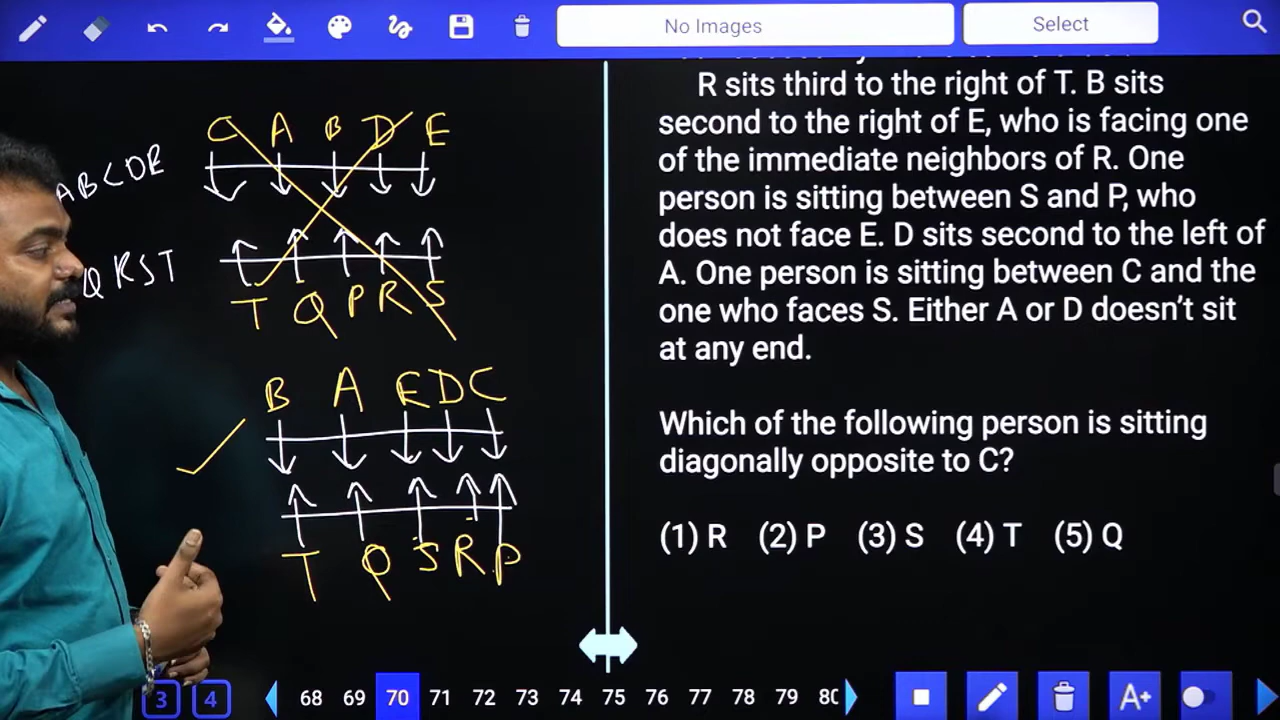 No Images
Select
C A B D E
ABCDE
QRST
T Q P R S
B A E D C
T Q S R P
R sits third to the right of T. B sits
second to the right of E, who is facing one
of the immediate neighbors of R. One
person is sitting between S and P, who
does not face E. D sits second to the left of
A. One person is sitting between C and the
one who faces S. Either A or D doesn't sit
at any end.
Which of the following person is sitting
diagonally opposite to C?
(1) R (2) P (3) S (4) T (5) Q
3 4 68 69 70 71 72 73 74 75 76 77 78 79 80 A+